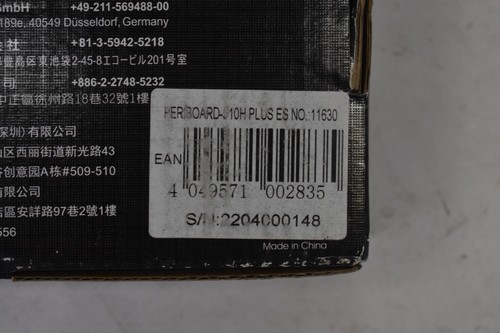 GmbH +49-211-569488-00
189e, 40549 Düsseldorf, Germany
会社 +81-3-5942-5218
豊島区東池袋2-45-8エコービル201号室
司 +886-2-2748-5232
中正區徐州路18巷32號1樓
深圳)有限公司
山区西丽街道新光路43
谷创意园A栋#509-510
有限公司
店區安詳路97巷2號1樓
556
PERIBOARD-510H PLUS ES NO.:11630
EAN
4 049571 002835
S/N:2204000148
Made in China